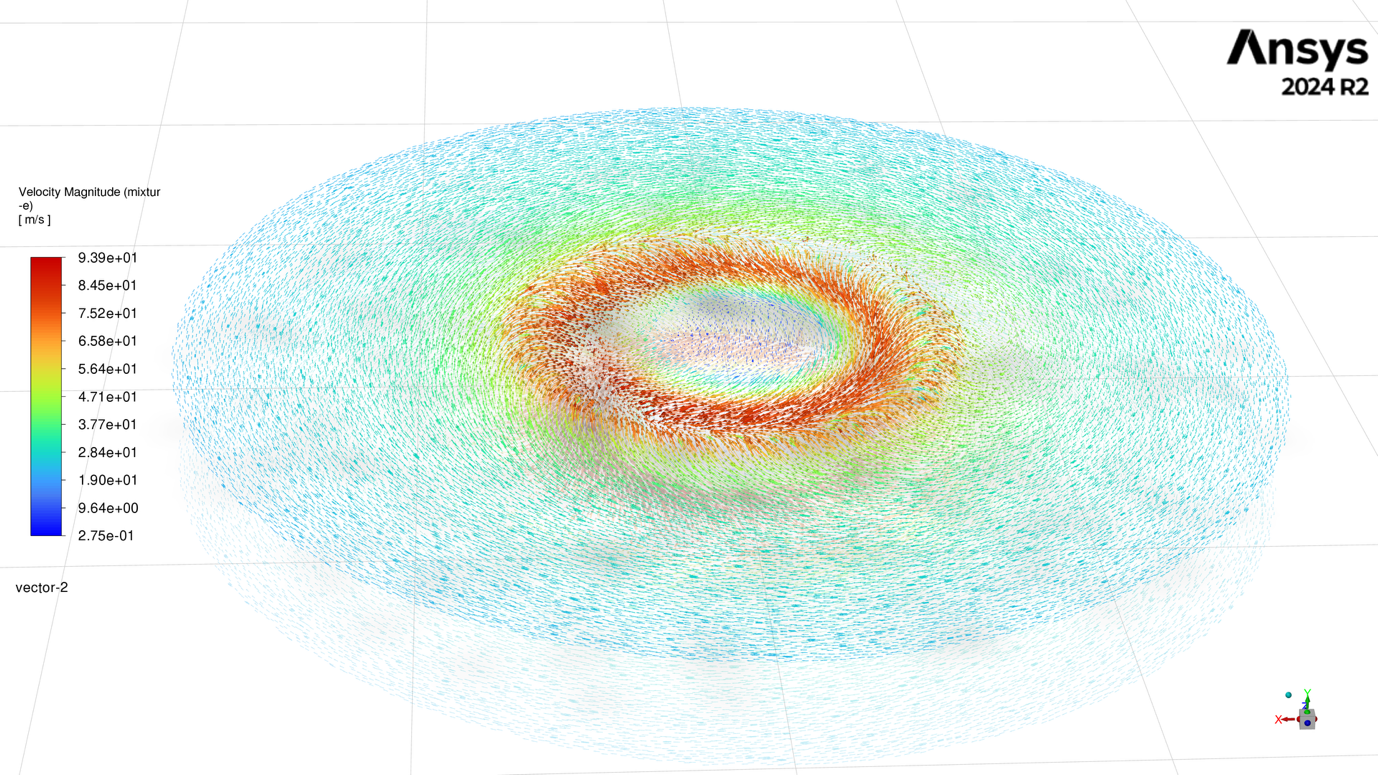 Ansys
2024 R2
Velocity Magnitude (mixtur
-e)
[ m/s ]
9.39e+01
8.45e+01
7.52e+01
6.58e+01
5.64e+01
4.71e+01
3.77e+01
2.84e+01
1.90e+01
9.64e+00
2.75e-01
vector-2
Y
Z
X